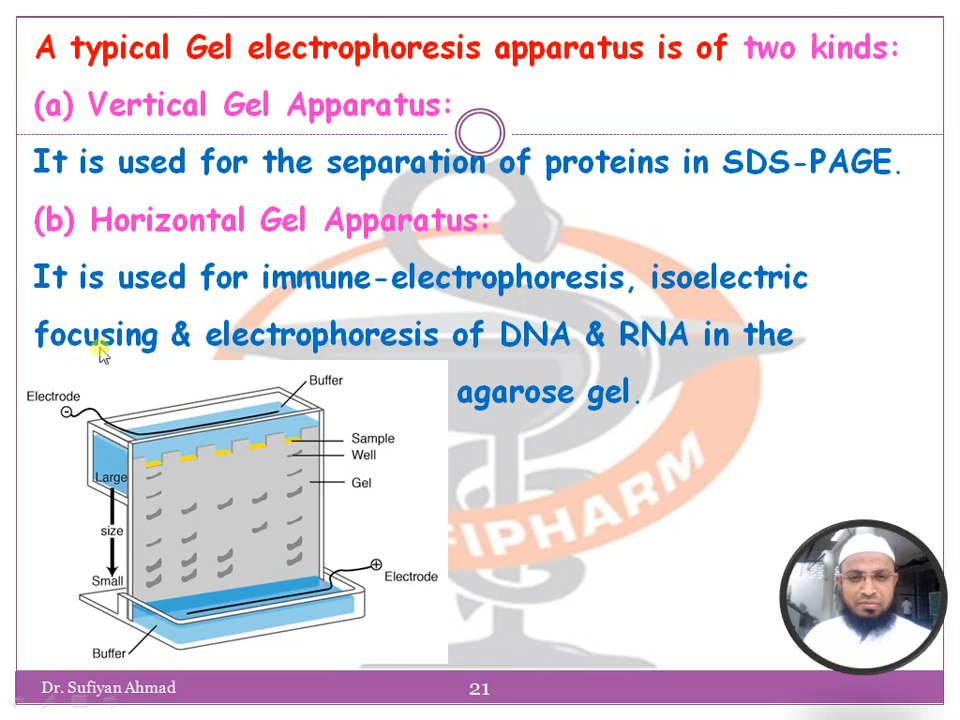 A typical Gel electrophoresis apparatus is of two kinds:
(a) Vertical Gel Apparatus:
It is used for the separation of proteins in SDS-PAGE.
(b) Horizontal Gel Apparatus:
It is used for immune-electrophoresis, isoelectric
focusing & electrophoresis of DNA & RNA in the
agarose gel.
Buffer
Electrode
−
Sample
Well
Gel
Large
size
Small
+
Electrode
Buffer
FIPHARM
Dr. Sufiyan Ahmad
21